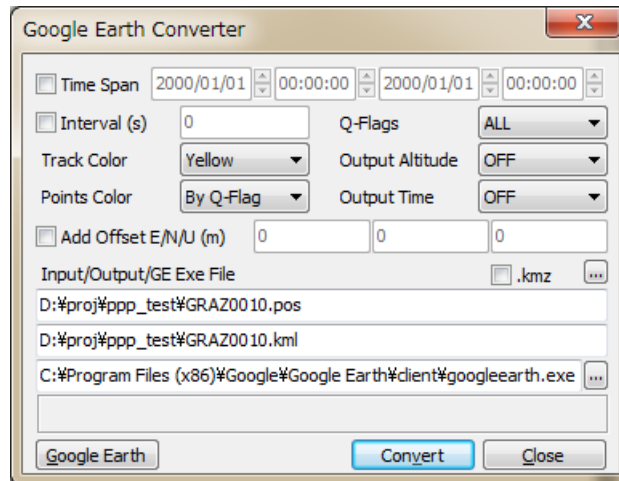 Google Earth Converter
Time Span 2000/01/01 00:00:00 2000/01/01 00:00:00
Interval (s) 0 Q-Flags ALL
Track Color Yellow Output Altitude OFF
Points Color By Q-Flag Output Time OFF
Add Offset E/N/U (m) 0 0 0
Input/Output/GE Exe File .kmz ...
D:¥proj¥ppp_test¥GRAZ0010.pos
D:¥proj¥ppp_test¥GRAZ0010.kml
C:¥Program Files (x86)¥Google¥Google Earth¥client¥googleearth.exe ...
Google Earth Convert Close